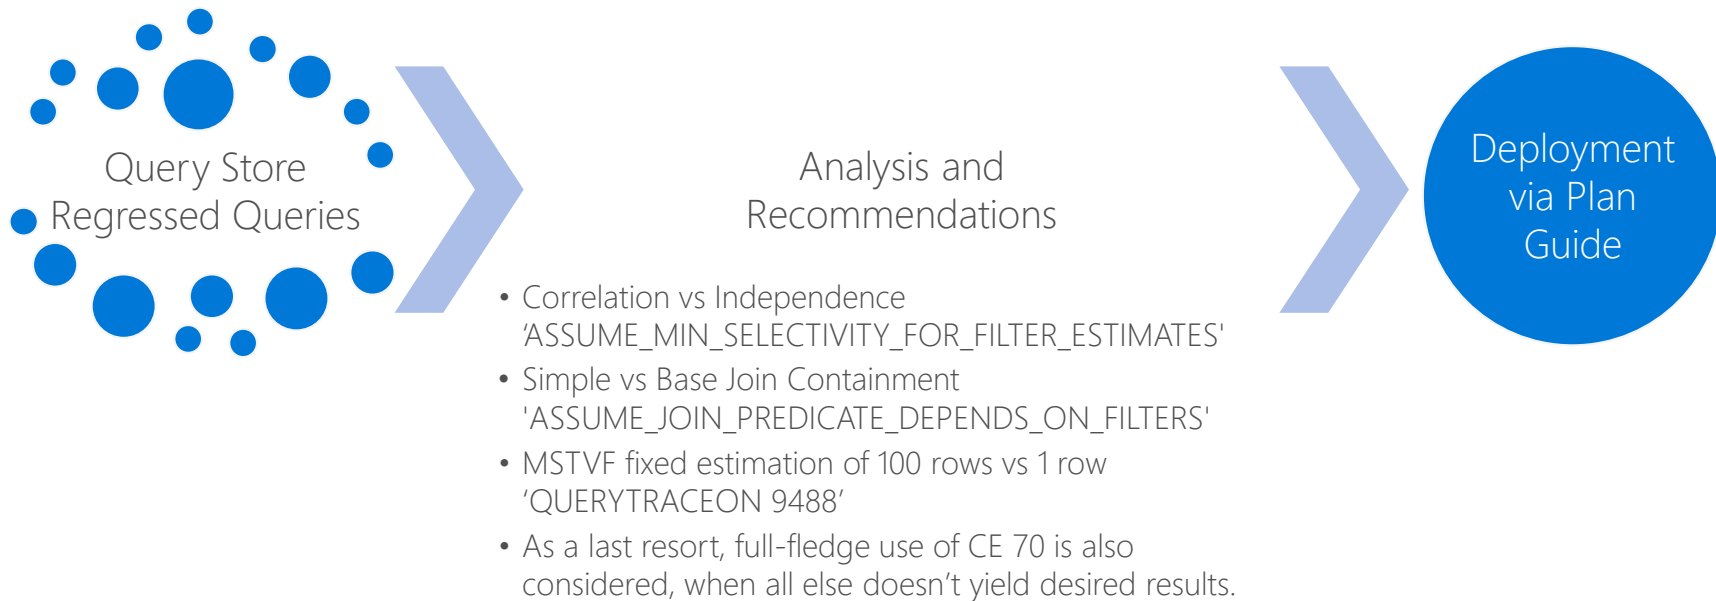 Query Store
Regressed Queries
Analysis and
Recommendations
• Correlation vs Independence
‘ASSUME_MIN_SELECTIVITY_FOR_FILTER_ESTIMATES'
• Simple vs Base Join Containment
'ASSUME_JOIN_PREDICATE_DEPENDS_ON_FILTERS'
• MSTVF fixed estimation of 100 rows vs 1 row
‘QUERYTRACEON 9488’
• As a last resort, full-fledge use of CE 70 is also
considered, when all else doesn’t yield desired results.
Deployment
via Plan
Guide